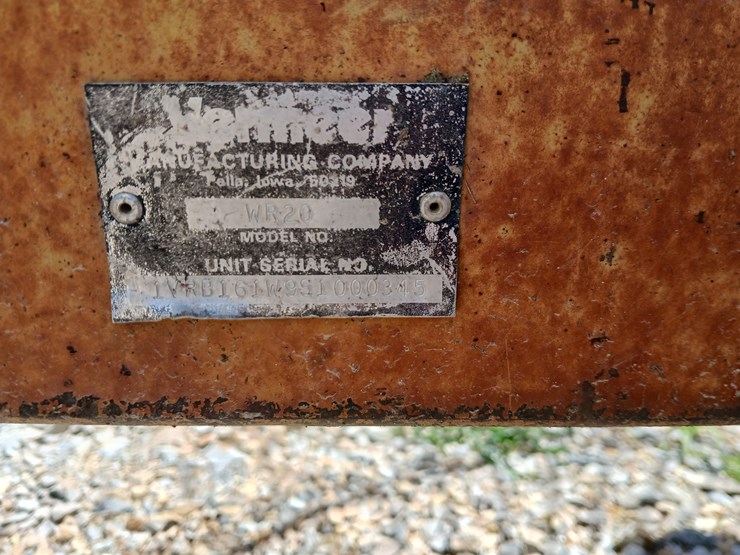 Vermeer
MANUFACTURING COMPANY
Pella, Iowa, 50219
WR20
MODEL NO.
UNIT SERIAL NO.